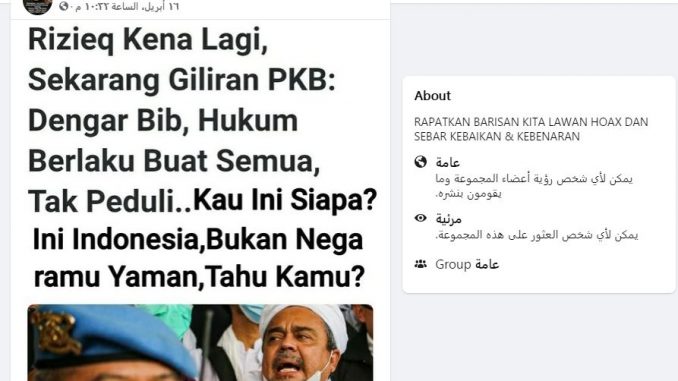 ١٦ أبريل، الساعة ١٠:٢٢ م
Rizieq Kena Lagi,
Sekarang Giliran PKB:
Dengar Bib, Hukum
Berlaku Buat Semua,
Tak Peduli..Kau Ini Siapa?
Ini Indonesia,Bukan Nega
ramu Yaman,Tahu Kamu?
About
RAPATKAN BARISAN KITA LAWAN HOAX DAN
SEBAR KEBAIKAN & KEBENARAN
عامة
يمكن لأي شخص رؤية أعضاء المجموعة وما
يقومون بنشره.
مرئية
يمكن لأي شخص العثور على هذه المجموعة.
Group عامة